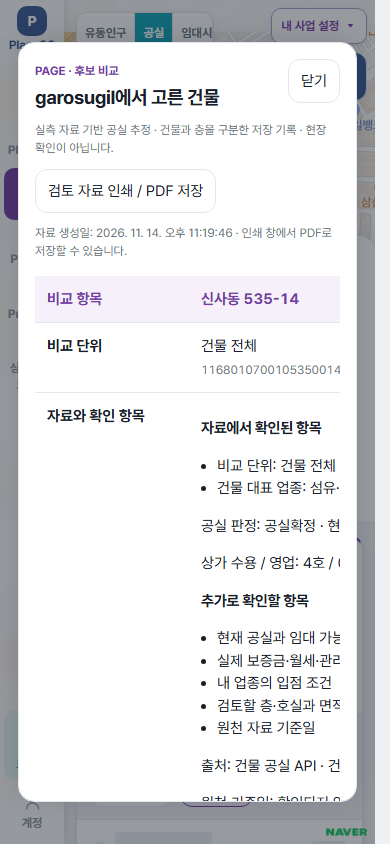 P
유동인구
공실
임대시
내 사업 설정
PAGE · 후보 비교
garosugil에서 고른 건물
닫기
실측 자료 기반 공실 추정 · 건물과 층을 구분한 저장 기록 · 현장
확인이 아닙니다.
검토 자료 인쇄 / PDF 저장
자료 생성일: 2026. 11. 14. 오후 11:19:46 · 인쇄 창에서 PDF로
저장할 수 있습니다.
비교 항목
신사동 535-14
비교 단위
건물 전체
1168010700105350014
자료와 확인 항목
자료에서 확인된 항목
• 비교 단위: 건물 전체
• 건물 대표 업종: 섬유·
공실 판정: 공실확정 · 현
상가 수용 / 영업: 4호 /
추가로 확인할 항목
• 현재 공실과 임대 가능
• 실제 보증금·월세·관리
• 내 업종의 입점 조건
• 검토할 층·호실과 면적
• 원천 자료 기준일
출처: 건물 공실 API · 건
계정
NAVER